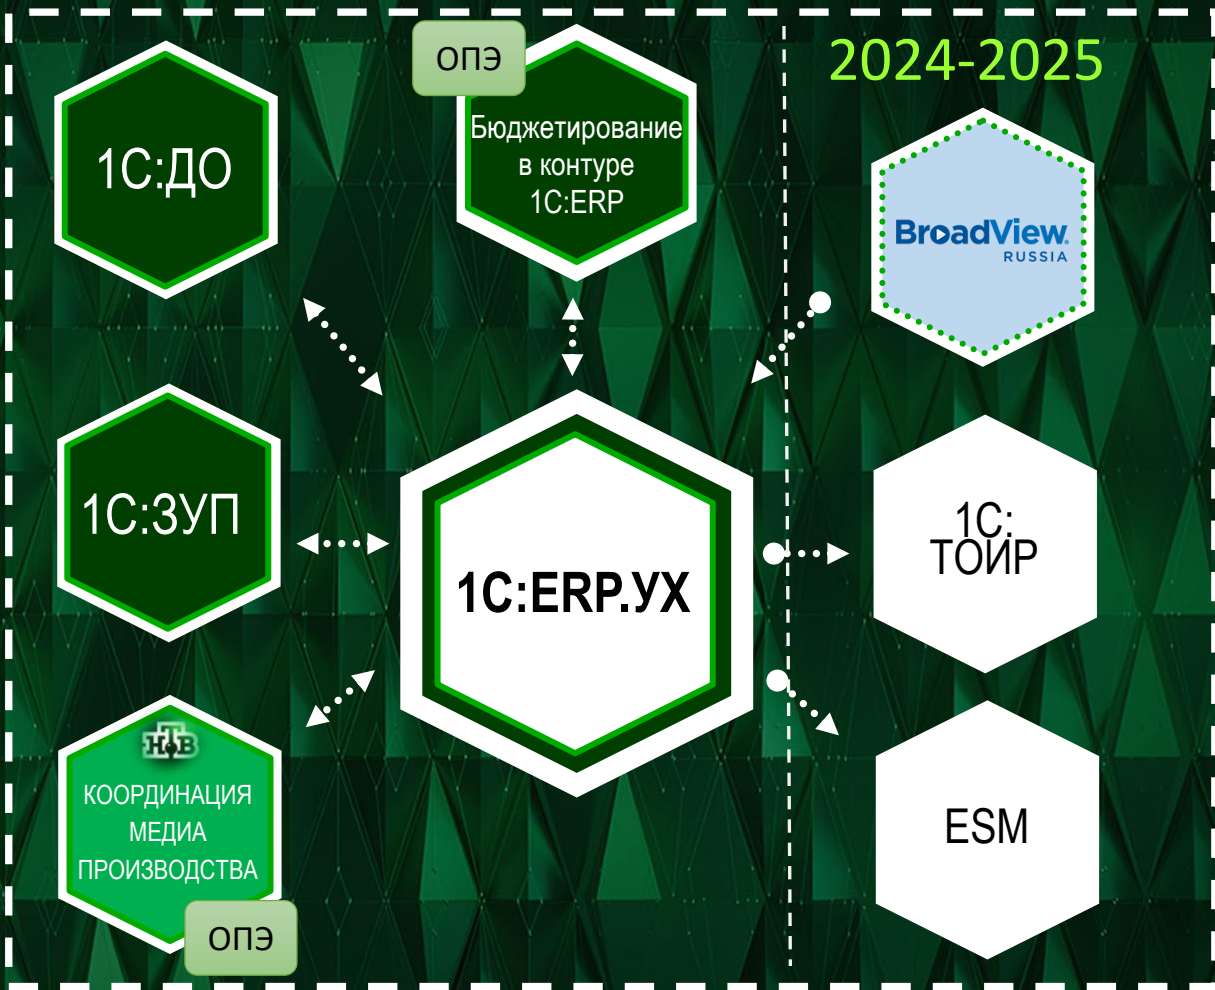 ОПЭ
2024-2025
1С:ДО
Бюджетирование
в контуре
1С:ERP
BroadView
RUSSIA
1С:ЗУП
1С:ERP.УХ
1С:
ТОИР
НТВ
КООРДИНАЦИЯ
МЕДИА
ПРОИЗВОДСТВА
ОПЭ
ESM